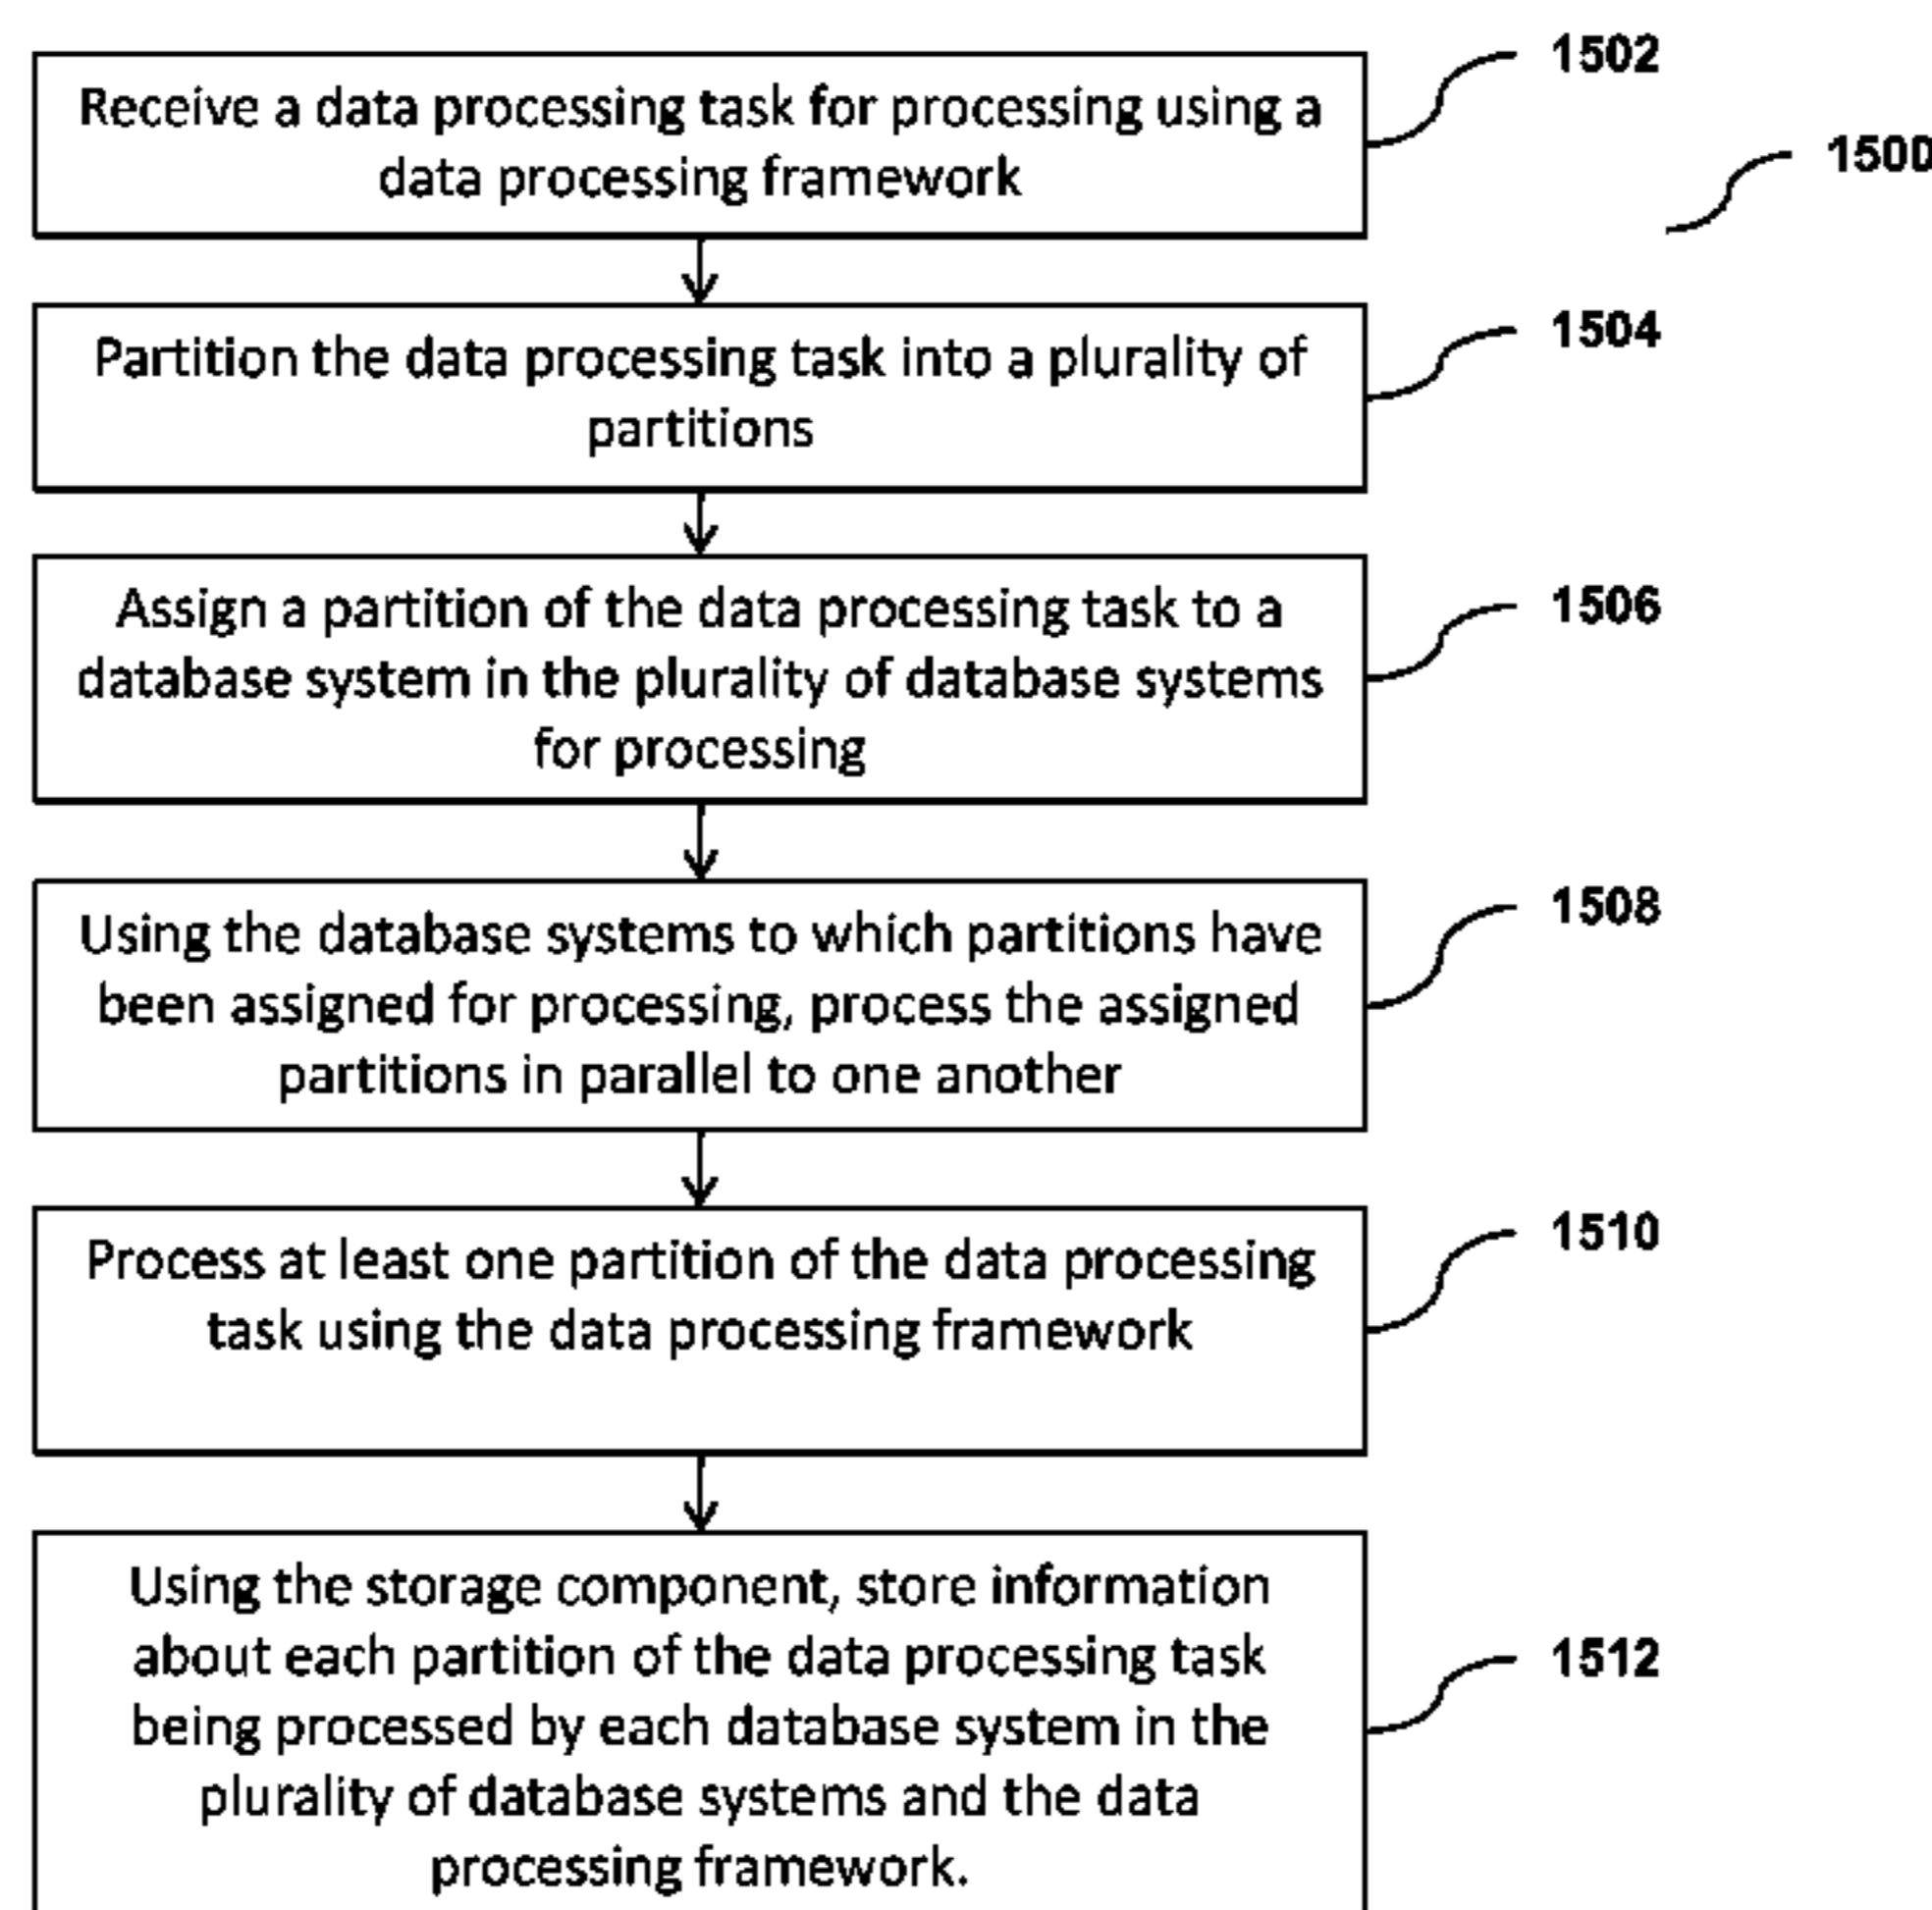 1502
Receive a data processing task for processing using a
data processing framework
1500
1504
Partition the data processing task into a plurality of
partitions
1506
Assign a partition of the data processing task to a
database system in the plurality of database systems
for processing
1508
Using the database systems to which partitions have
been assigned for processing, process the assigned
partitions in parallel to one another
1510
Process at least one partition of the data processing
task using the data processing framework
1512
Using the storage component, store information
about each partition of the data processing task
being processed by each database system in the
plurality of database systems and the data
processing framework.